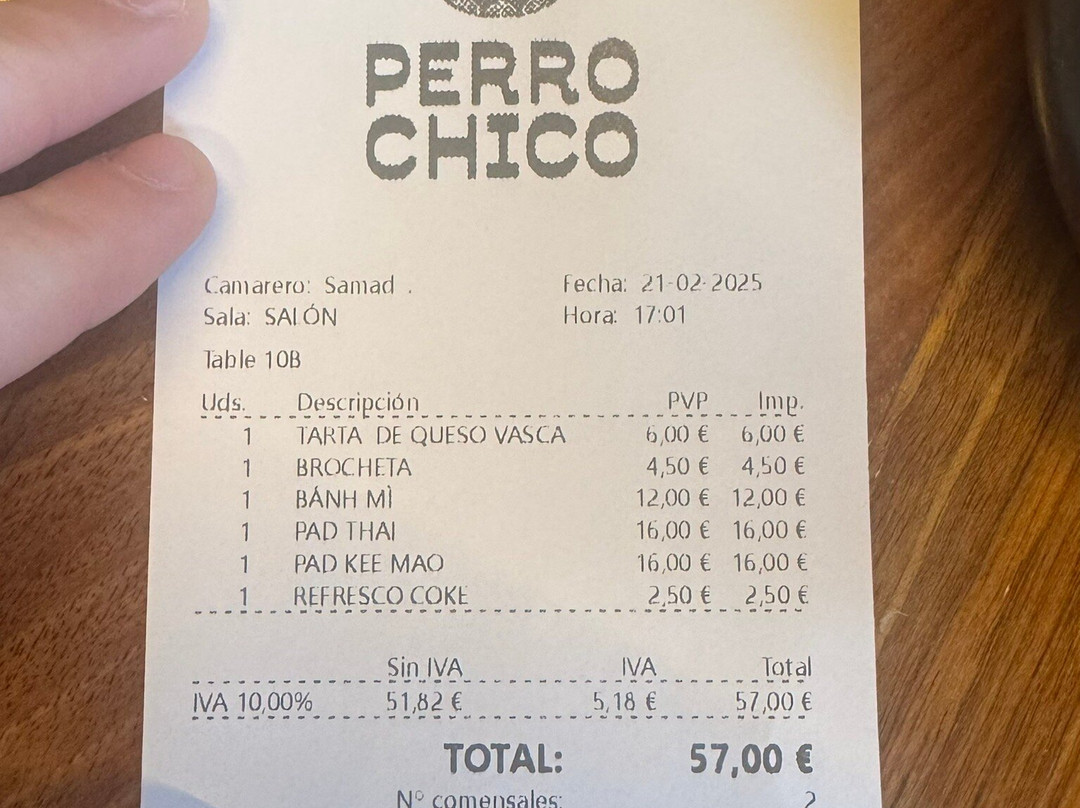 PERRO
CHICO
Camarero: Samad .
Fecha: 21-02-2025
Sala: SALÓN
Hora: 17:01
Table 10B
Uds. Descripción PVP Imp.
1 TARTA DE QUESO VASCA 6,00 € 6,00 €
1 BROCHETA 4,50 € 4,50 €
1 BÁNH MÌ 12,00 € 12,00 €
1 PAD THAI 16,00 € 16,00 €
1 PAD KEE MAO 16,00 € 16,00 €
1 REFRESCO COKE 2,50 € 2,50 €
Sin IVA IVA Total
IVA 10,00% 51,82 € 5,18 € 57,00 €
TOTAL: 57,00 €
Nº comensales: 2